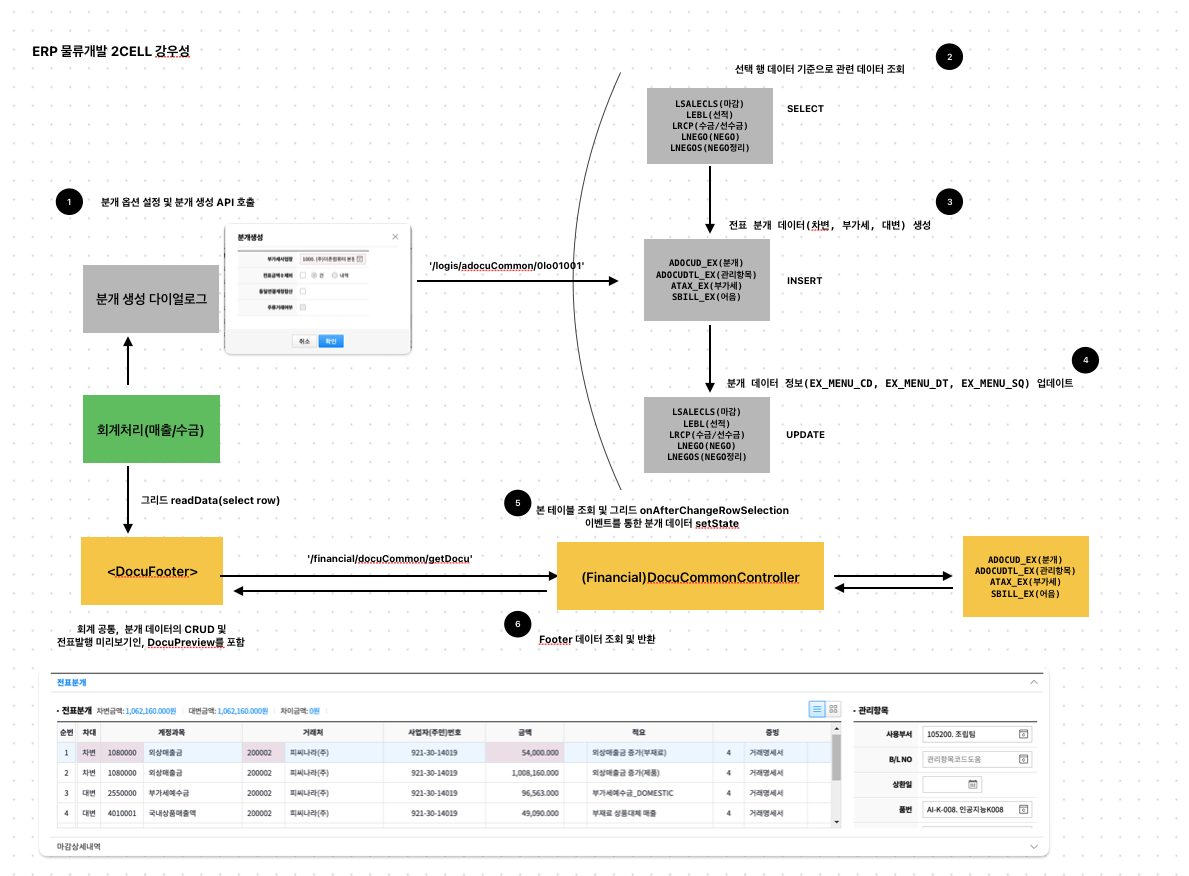 ERP 물류개발 2CELL 강우성
2
선택 행 데이터 기준으로 관련 데이터 조회
LSALECLS(마감)
LEBL(선적)
LRCP(수금/선수금)
LNEGO(NEGO)
LNEGOS(NEGO정리)
SELECT
1
분개 옵션 설정 및 분개 생성 API 호출
3
전표 분개 데이터(차변, 부가세, 대변) 생성
분개생성
부가세사업장
전표금액수계의
건
내역
동일연결계정합산
주류거래여부
취소
확인
분개 생성 다이얼로그
'/logis/adocuCommon/0lo01001'
ADOCUD_EX(분개)
ADOCUDTL_EX(관리항목)
ATAX_EX(부가세)
SBILL_EX(어음)
INSERT
4
분개 데이터 정보(EX_MENU_CD, EX_MENU_DT, EX_MENU_SQ) 업데이트
회계처리(매출/수금)
LSALECLS(마감)
LEBL(선적)
LRCP(수금/선수금)
LNEGO(NEGO)
LNEGOS(NEGO정리)
UPDATE
그리드 readData(select row)
5
본 테이블 조회 및 그리드 onAfterChangeRowSelection
이벤트를 통한 분개 데이터 setState
<DocuFooter>
'/financial/docuCommon/getDocu'
(Financial)DocuCommonController
ADOCUD_EX(분개)
ADOCUDTL_EX(관리항목)
ATAX_EX(부가세)
SBILL_EX(어음)
6
회계 공통, 분개 데이터의 CRUD 및
전표발행 미리보기인, DocuPreview를 포함
Footer 데이터 조회 및 반환
전표분개
전표분개 차변금액: 1,062,160.000원 대변금액: 1,062,160.000원 차이금액: 0원
관리항목
순번 차대 계정과목 거래처 사업자(주민)번호 금액 적요 증빙
1 차변 1080000 외상매출금 200002 피씨나라(주) 921-30-14019 54,000.000 외상매출금 증가(부재료) 4 거래명세서
2 차변 1080000 외상매출금 200002 피씨나라(주) 921-30-14019 1,008,160.000 외상매출금 증가(제품) 4 거래명세서
3 대변 2550000 부가세예수금 200002 피씨나라(주) 921-30-14019 96,563.000 부가세예수금_DOMESTIC 4 거래명세서
4 대변 4010001 국내상품매출액 200002 피씨나라(주) 921-30-14019 49,090.000 부재료 상품대체 매출 4 거래명세서
사용부서 105200. 조립팀
B/L NO 관리항목코드도움
상환일
품번 AI-K-008. 인공지능K008
마감상세내역